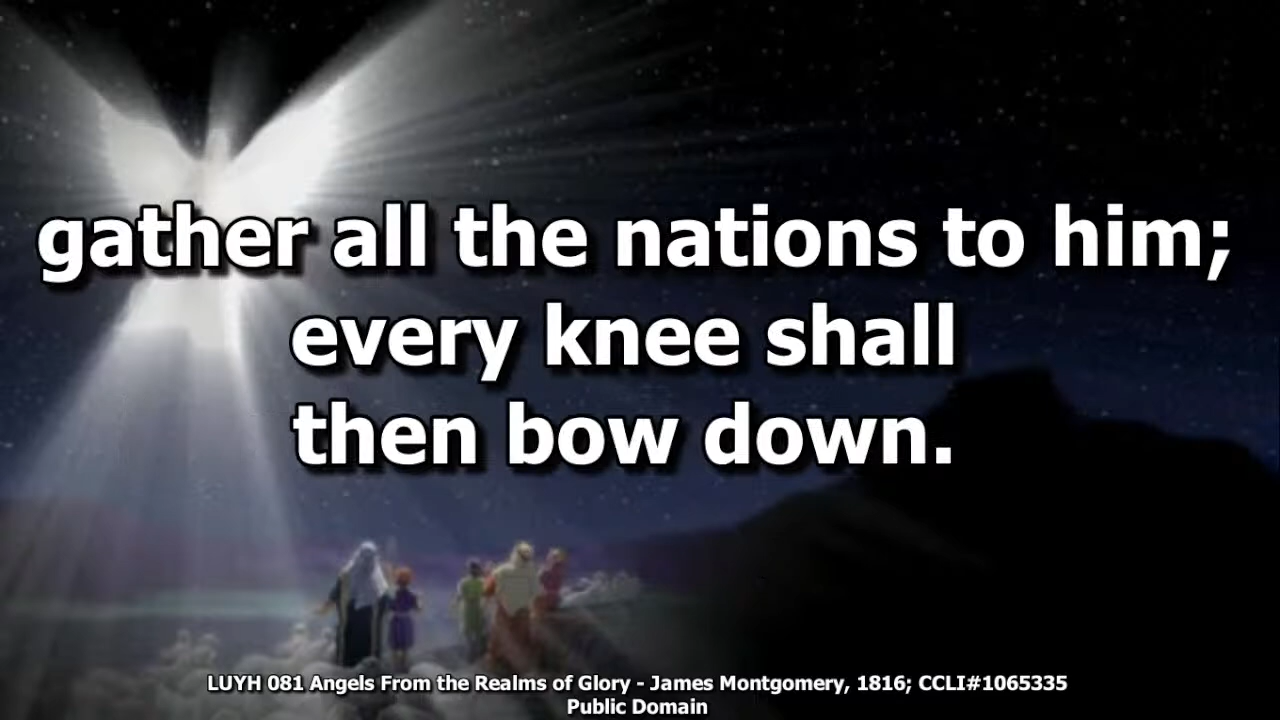 gather all the nations to him;
every knee shall
then bow down.
LUYH 081 Angels From the Realms of Glory - James Montgomery, 1816; CCLI#1065335
Public Domain